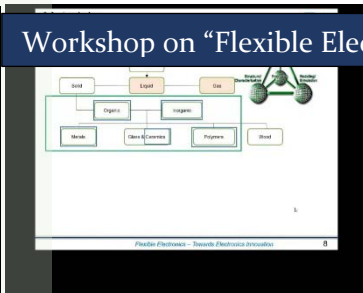 Workshop on “Flexible Elec
Solid
Liquid
Gas
Organic
Inorganic
Metals
Glass & Ceramics
Polymers
Wood
Flexible Electronics – Towards Electronics Innovation
8